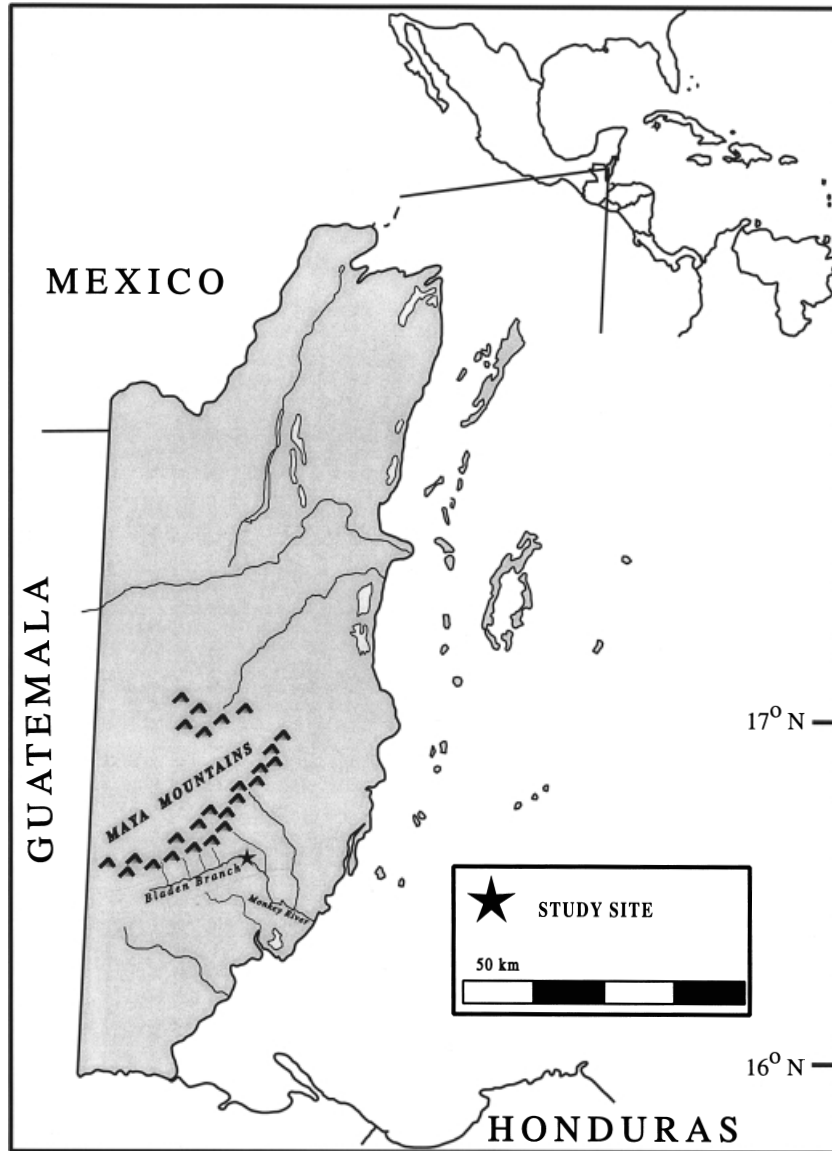 MEXICO
GUATEMALA
17° N
MAYA MOUNTAINS
Bladen Branch
Monkey River
STUDY SITE
50 km
16° N
HONDURAS